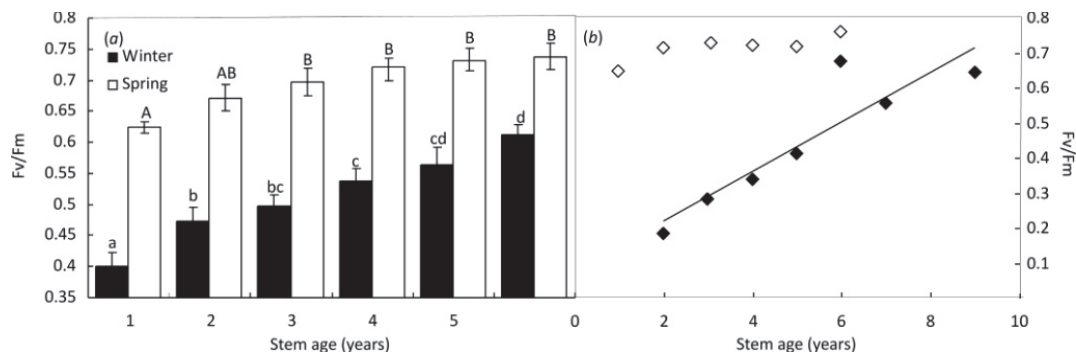 (a)
Winter
Spring
A
AB
B
B
B
B
a
b
bc
c
cd
d
0.8
0.75
0.7
0.65
0.6
0.55
0.5
0.45
0.4
0.35
Fv/Fm
1 2 3 4 5
Stem age (years)
(b)
0.8
0.7
0.6
0.5
0.4
0.3
0.2
0.1
Fv/Fm
0 2 4 6 8 10
Stem age (years)